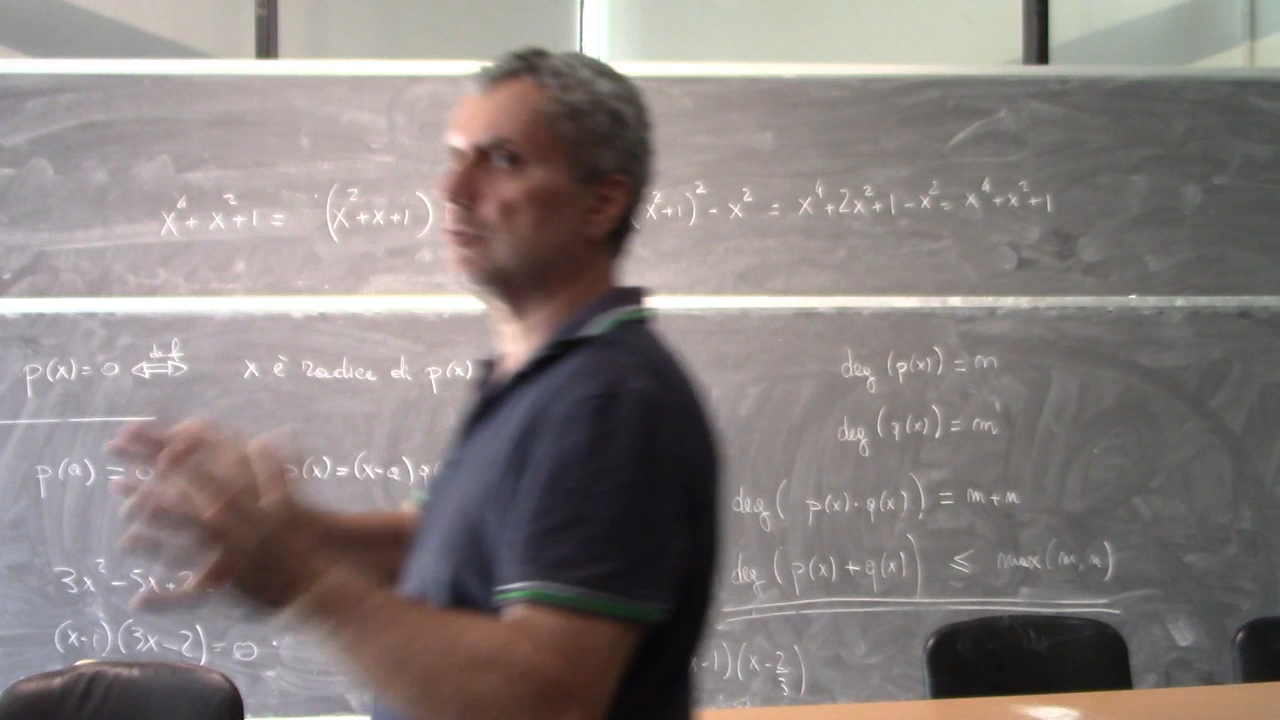 x⁴+x²+1 = (x²+x+1)
x²+1)² - x² = x⁴+2x²+1-x² = x⁴+x²+1
p(x)=0 ⇔ x è radice di p(x)
def
p(a) = 0
p(x)=(x-a)q(
3x²-5x+2
(x-1)(3x-2)=0
deg (p(x)) = n
deg (q(x)) = m
deg ( p(x)·q(x)) = m+n
deg (p(x)+q(x)) ≤ max(m,n)
x-1)(x-2/3)